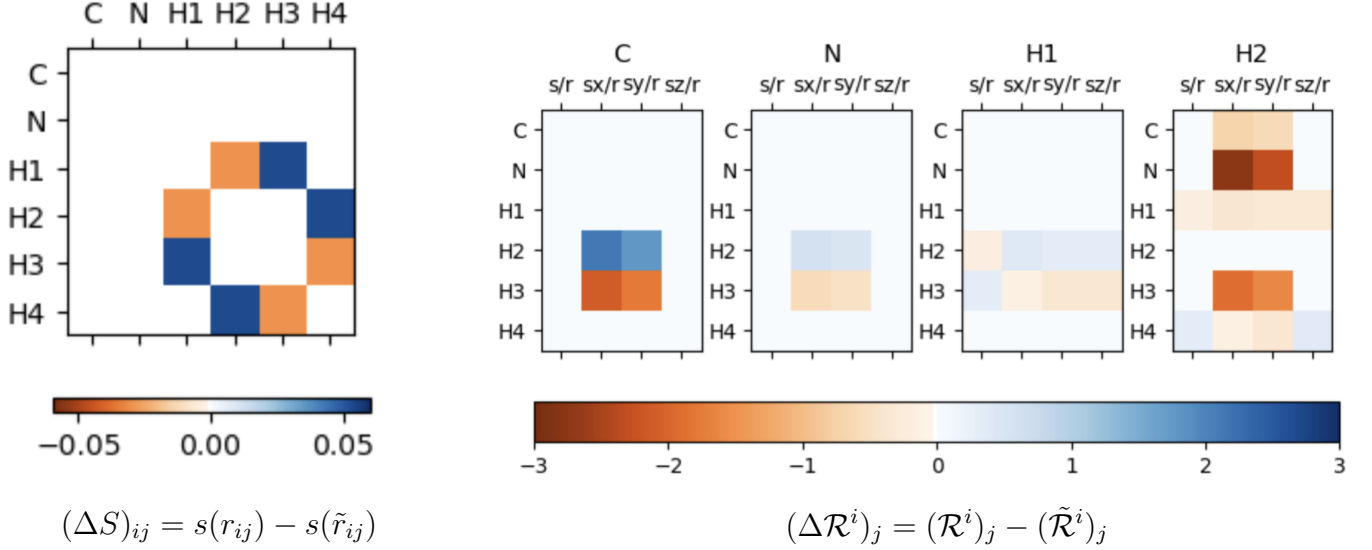 C N H1 H2 H3 H4
C
N
H1
H2
H3
H4
−0.05 0.00 0.05
(ΔS)ij = s(rij) − s(r̃ij)
C N H1 H2
s/r sx/r sy/r sz/r s/r sx/r sy/r sz/r s/r sx/r sy/r sz/r s/r sx/r sy/r sz/r
C C C C
N N N N
H1 H1 H1 H1
H2 H2 H2 H2
H3 H3 H3 H3
H4 H4 H4 H4
−3 −2 −1 0 1 2 3
(Δℛⁱ)j = (ℛⁱ)j − (ℛ̃ⁱ)j